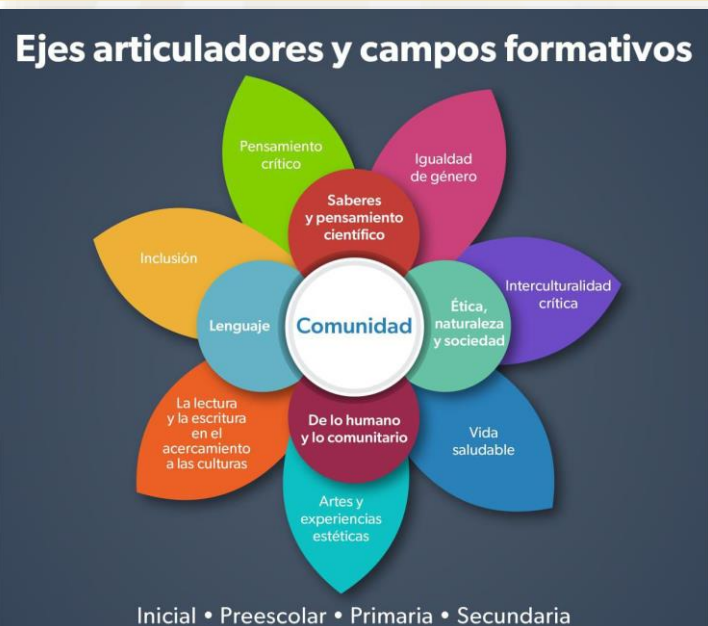 Ejes articuladores y campos formativos
Pensamiento
crítico
Igualdad
de género
Saberes
y pensamiento
científico
Inclusión
Interculturalidad
crítica
Lenguaje
Comunidad
Ética,
naturaleza
y sociedad
La lectura
y la escritura
en el
acercamiento
a las culturas
De lo humano
y lo comunitario
Vida
saludable
Artes y
experiencias
estéticas
Inicial • Preescolar • Primaria • Secundaria